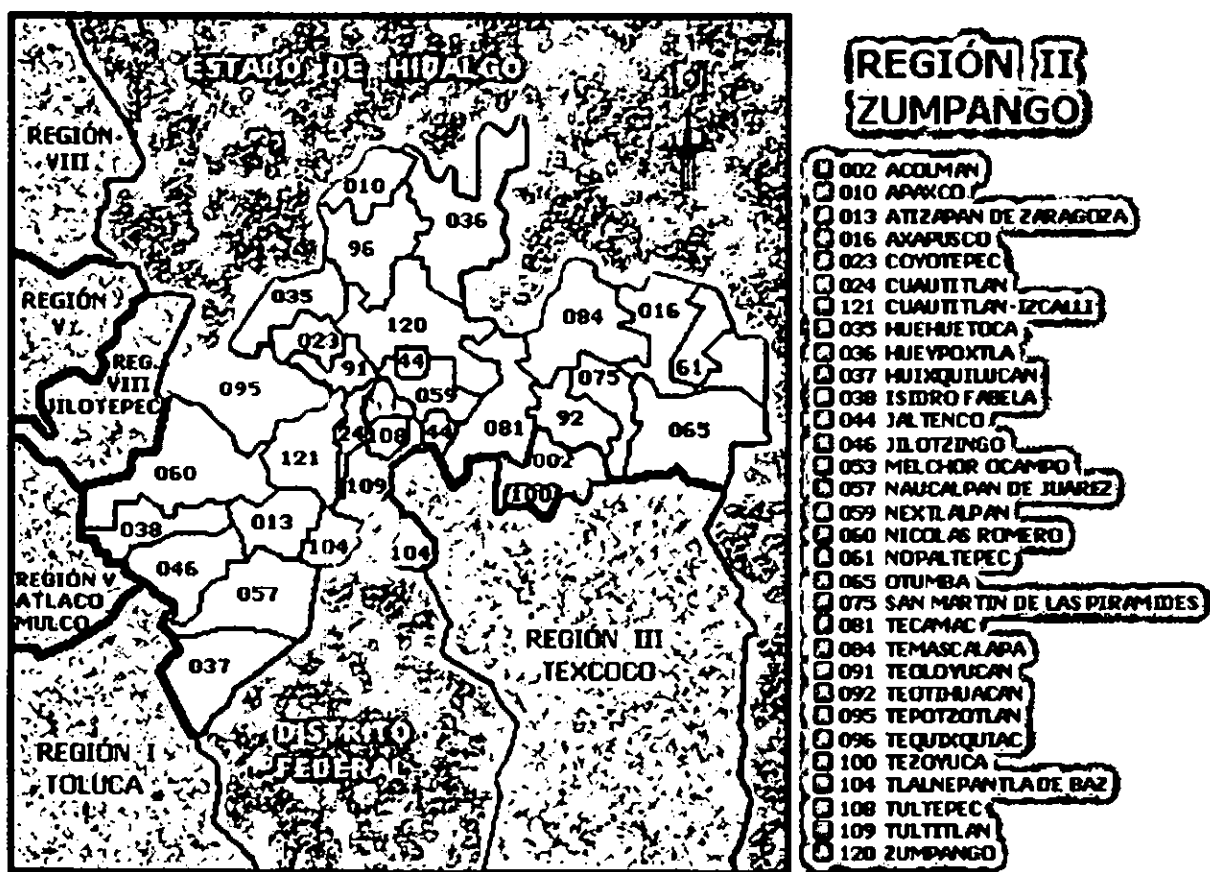 ESTADO DE HIDALGO
REGIÓN
VIII
010
036
96
REGIÓN
V.
035
120
084
016
023
91
44
61
REG.
VIII
JILOTEPEC
095
059
075
92
24
108
44
081
065
121
002
060
109
100
038
013
104
104
046
REGIÓN V
ATLACO
MULCO
057
REGIÓN III
TEXCOCO
037
DISTRITO
FEDERAL
REGIÓN I
TOLUCA
REGIÓN II
ZUMPANGO
002 ACOLMAN
010 APAXCO
013 ATIZAPAN DE ZARAGOZA
016 AXAPUSCO
023 COYOTEPEC
024 CUAUTITLAN
121 CUAUTITLAN-IZCALLI
035 HUEHUETOCA
036 HUEYPOXTLA
037 HUIXQUILUCAN
038 ISIDRO FABELA
044 JALTENCO
046 JILOTZINGO
053 MELCHOR OCAMPO
057 NAUCALPAN DE JUAREZ
059 NEXTLALPAN
060 NICOLAS ROMERO
061 NOPALTEPEC
065 OTUMBA
075 SAN MARTIN DE LAS PIRAMIDES
081 TECAMAC
084 TEMASCALAPA
091 TEOLOYUCAN
092 TEOTIHUACAN
095 TEPOTZOTLAN
096 TEQUIXQUIAC
100 TEZOYUCA
104 TLALNEPANTLA DE BAZ
108 TULTEPEC
109 TULTITLAN
120 ZUMPANGO